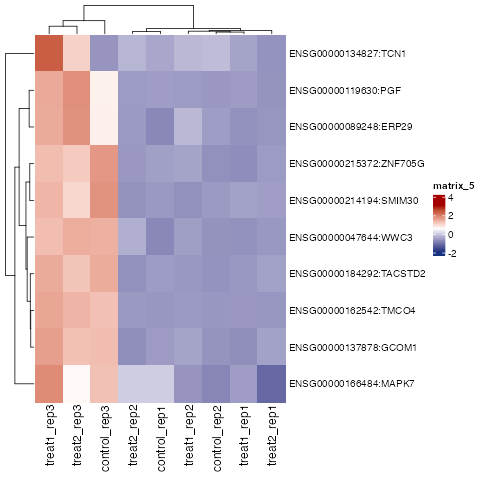 ENSG00000134827:TCN1
ENSG00000119630:PGF
ENSG00000089248:ERP29
ENSG00000215372:ZNF705G
ENSG00000214194:SMIM30
ENSG00000047644:WWC3
ENSG00000184292:TACSTD2
ENSG00000162542:TMCO4
ENSG00000137878:GCOM1
ENSG00000166484:MAPK7
matrix_5
4
2
0
-2
treat1_rep3
treat2_rep3
control_rep3
treat2_rep2
control_rep1
treat1_rep2
control_rep2
treat1_rep1
treat2_rep1